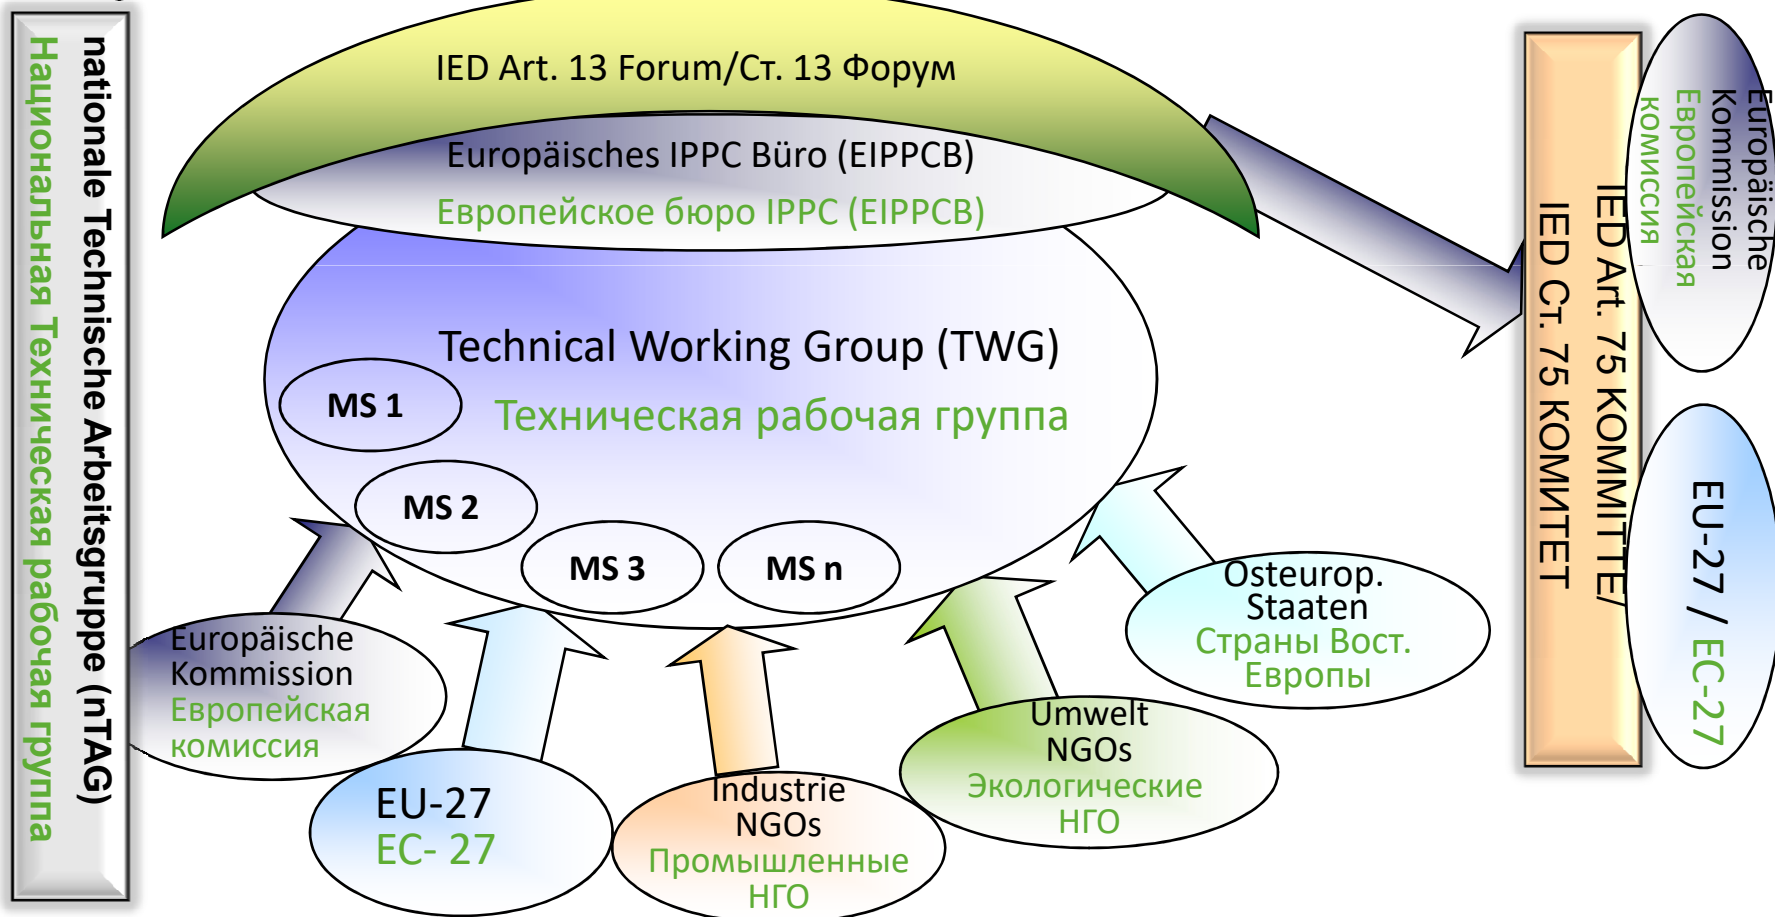 nationale Technische Arbeitsgruppe (nTAG)
Национальная Техническая рабочая группа
IED Art. 13 Forum/Ст. 13 Форум
Europäisches IPPC Büro (EIPPCB)
Европейское бюро IPPC (EIPPCB)
Technical Working Group (TWG)
Техническая рабочая группа
MS 1
MS 2
MS 3
MS n
Europäische
Kommission
Европейская
комиссия
EU-27
ЕС- 27
Industrie
NGOs
Промышленные
НГО
Umwelt
NGOs
Экологические
НГО
Osteurop.
Staaten
Страны Вост.
Европы
IED Art. 75 KOMMITTE/
IED Ст. 75 КОМИТЕТ
Europäische
Kommission
Европейская
комиссия
EU-27 / ЕС-27